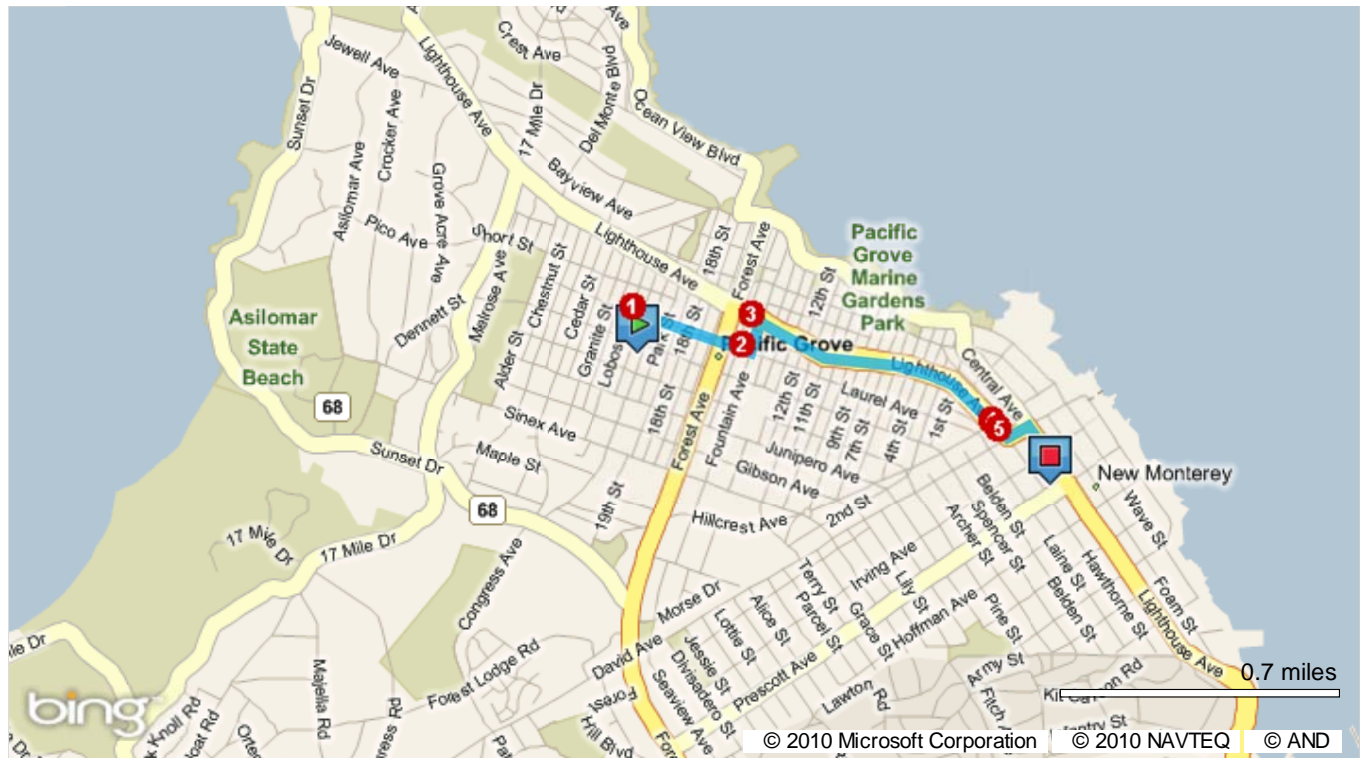 Crest Ave
Ocean View Blvd
Jewell Ave
Lighthouse Ave
17 Mile Dr
Del Monte Blvd
Sunset Dr
Crocker Ave
Asilomar Ave
Grove Acre Ave
Bayview Ave
Pico Ave
Short St
Lighthouse Ave
18th St
Forest Ave
12th St
Pacific
Grove
Marine
Gardens
Park
Dennett St
Melrose Ave
Chestnut St
Cedar St
Granite St
Alder St
1
2
3
5
Asilomar
State
Beach
68
Pacific Grove
Lighthouse
Central Ave
Laurel Ave
Fountain Ave
Forest Ave
18th St
12th St
11th St
9th St
7th St
4th St
1st St
Sinex Ave
Maple St
Junipero Ave
Gibson Ave
Sunset Dr
68
19th St
Hillcrest Ave
2nd St
New Monterey
Belden St
Spencer St
Archer St
Wave St
17 Mile Dr
17 Mile Dr
Congress Ave
Morse Dr
Irving Ave
Lily St
Terry St
Parcel St
Grace St
Alice St
Lottie St
Hoffman Ave
Pine St
Laine St
Belden St
Hawthorne St
Foam St
Lighthouse Ave
David Ave
Jessie St
Divisadero St
Seaview Ave
Prescott Ave
Lawton
Rd
Army St
Forest Lodge Rd
Majella Rd
Hill Blvd
0.7 miles
bing
© 2010 Microsoft Corporation
© 2010 NAVTEQ
© AND